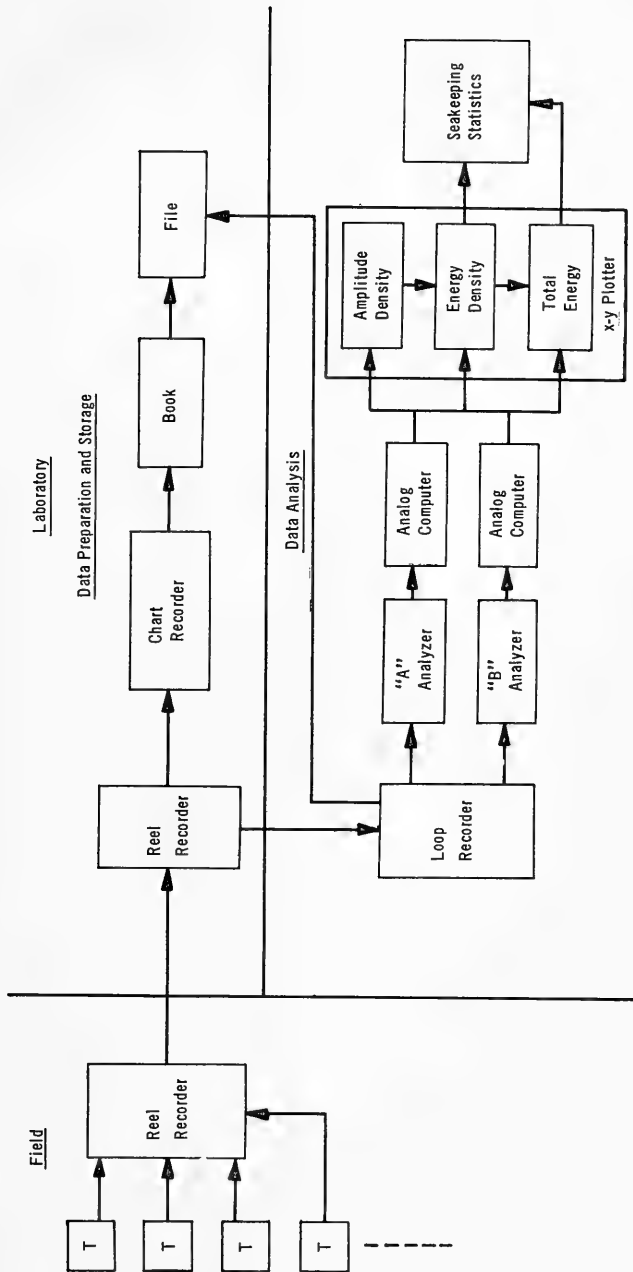 Field
T
T
T
T
Reel
Recorder
Laboratory
Data Preparation and Storage
Reel
Recorder
Chart
Recorder
Book
File
Data Analysis
Loop
Recorder
"A"
Analyzer
"B"
Analyzer
Analog
Computer
Analog
Computer
Amplitude
Density
Energy
Density
Total
Energy
x-y Plotter
Seakeeping
Statistics